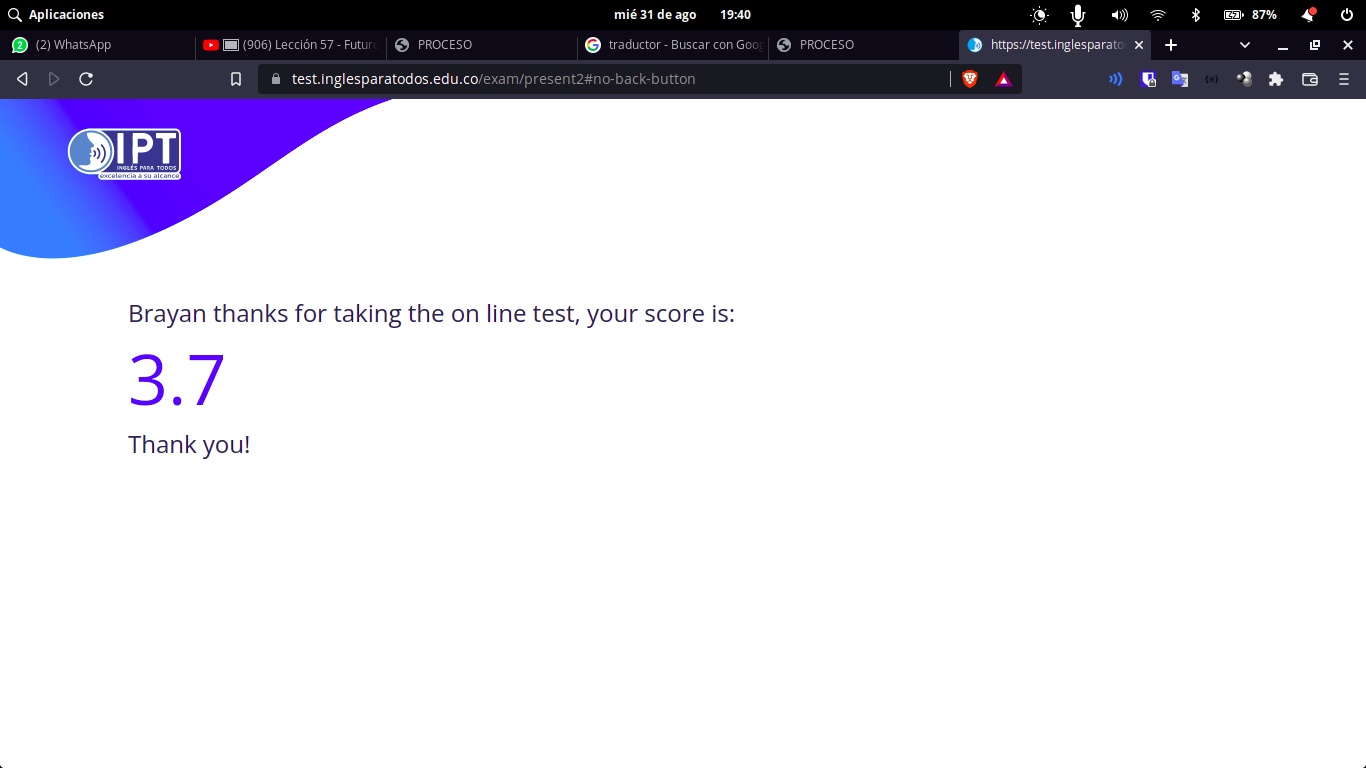 Aplicaciones
mié 31 de ago 19:40
87%
(2) WhatsApp
(906) Lección 57 - Futuro
PROCESO
traductor - Buscar con Goog
PROCESO
https://test.inglesparato
test.inglesparatodos.edu.co/exam/present2#no-back-button
IPT
INGLÉS PARA TODOS
excelencia a su alcance
Brayan thanks for taking the on line test, your score is:
3.7
Thank you!